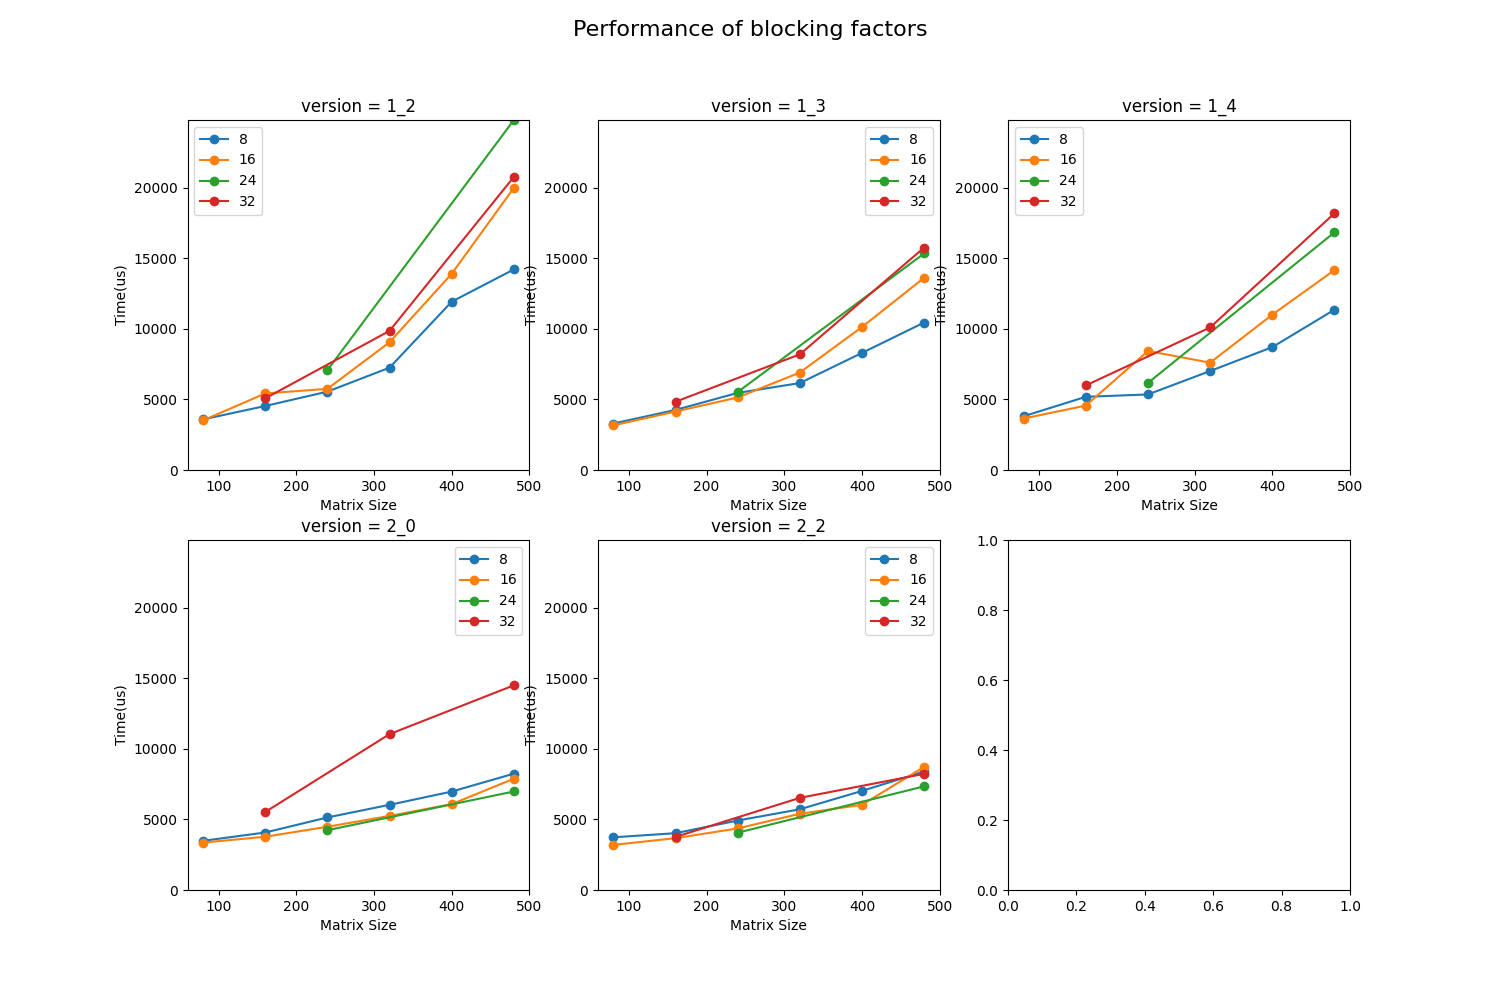 Performance of blocking factors
version = 1_2
8
16
24
32
20000
15000
10000
5000
0
Time(us)
100 200 300 400 500
Matrix Size
version = 1_3
8
16
24
32
20000
15000
10000
5000
0
Time(us)
100 200 300 400 500
Matrix Size
version = 1_4
8
16
24
32
20000
15000
10000
5000
0
Time(us)
100 200 300 400 500
Matrix Size
version = 2_0
8
16
24
32
20000
15000
10000
5000
0
Time(us)
100 200 300 400 500
Matrix Size
version = 2_2
8
16
24
32
20000
15000
10000
5000
0
Time(us)
100 200 300 400 500
Matrix Size
1.0
0.8
0.6
0.4
0.2
0.0
0.0 0.2 0.4 0.6 0.8 1.0